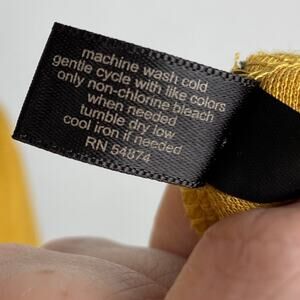 machine wash cold
gentle cycle with like colors
only non-chlorine bleach
when needed
tumble dry low
cool iron if needed
RN 54874